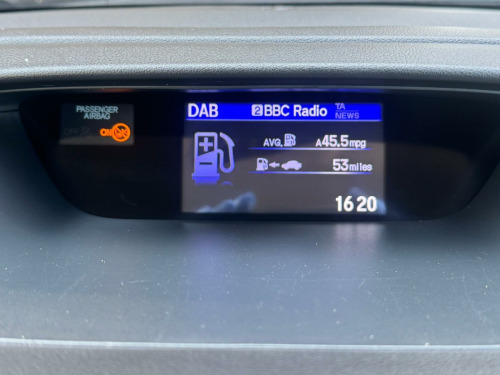 PASSENGER
AIRBAG
ON
DAB 2 BBC Radio TA
NEWS
AVG. A45.5mpg
53miles
16 20